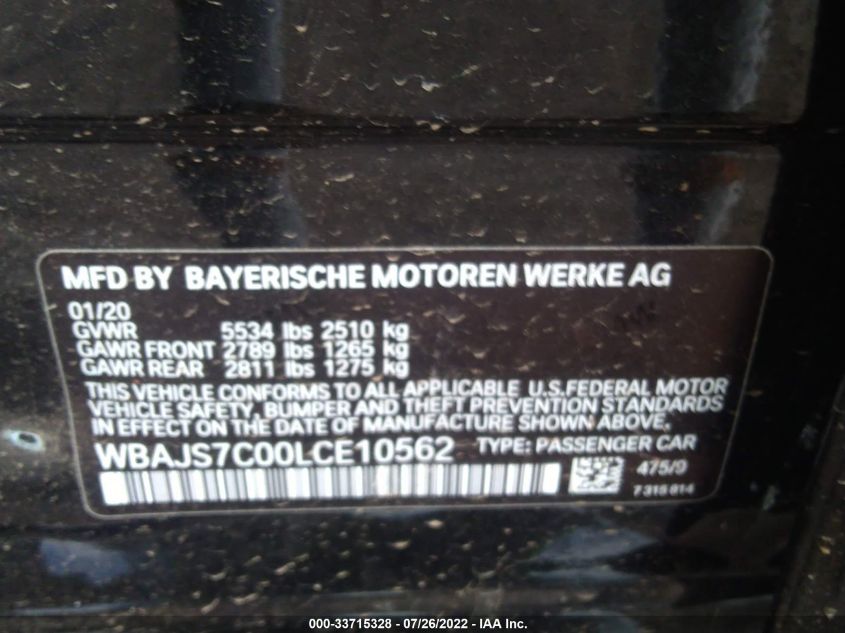 MFD BY BAYERISCHE MOTOREN WERKE AG
01/20
GVWR 5534 lbs 2510 kg
GAWR FRONT 2789 lbs 1265 kg
GAWR REAR 2811 lbs 1275 kg
THIS VEHICLE CONFORMS TO ALL APPLICABLE U.S.FEDERAL MOTOR
VEHICLE SAFETY, BUMPER AND THEFT PREVENTION STANDARDS
IN EFFECT ON THE DATE OF MANUFACTURE SHOWN ABOVE.
WBAJS7C00LCE10562 TYPE: PASSENGER CAR
475/9
7 316 814
000-33715328 - 07/26/2022 - IAA Inc.